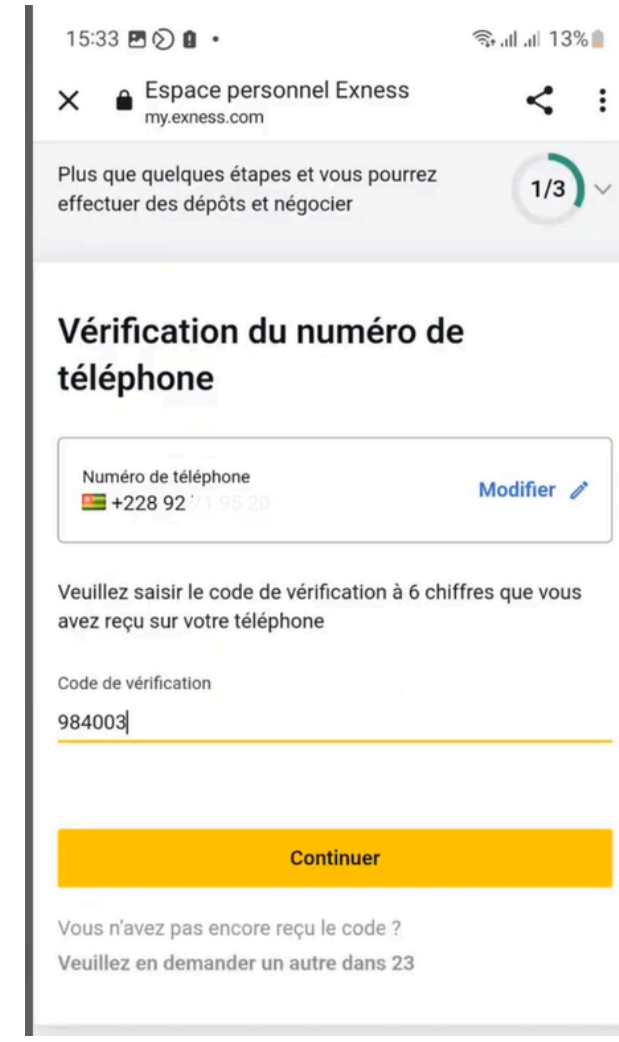 15:33
13%
Espace personnel Exness
my.exness.com
Plus que quelques étapes et vous pourrez
effectuer des dépôts et négocier
1/3
Vérification du numéro de
téléphone
Numéro de téléphone
+228 92
Modifier
Veuillez saisir le code de vérification à 6 chiffres que vous
avez reçu sur votre téléphone
Code de vérification
984003
Continuer
Vous n'avez pas encore reçu le code ?
Veuillez en demander un autre dans 23